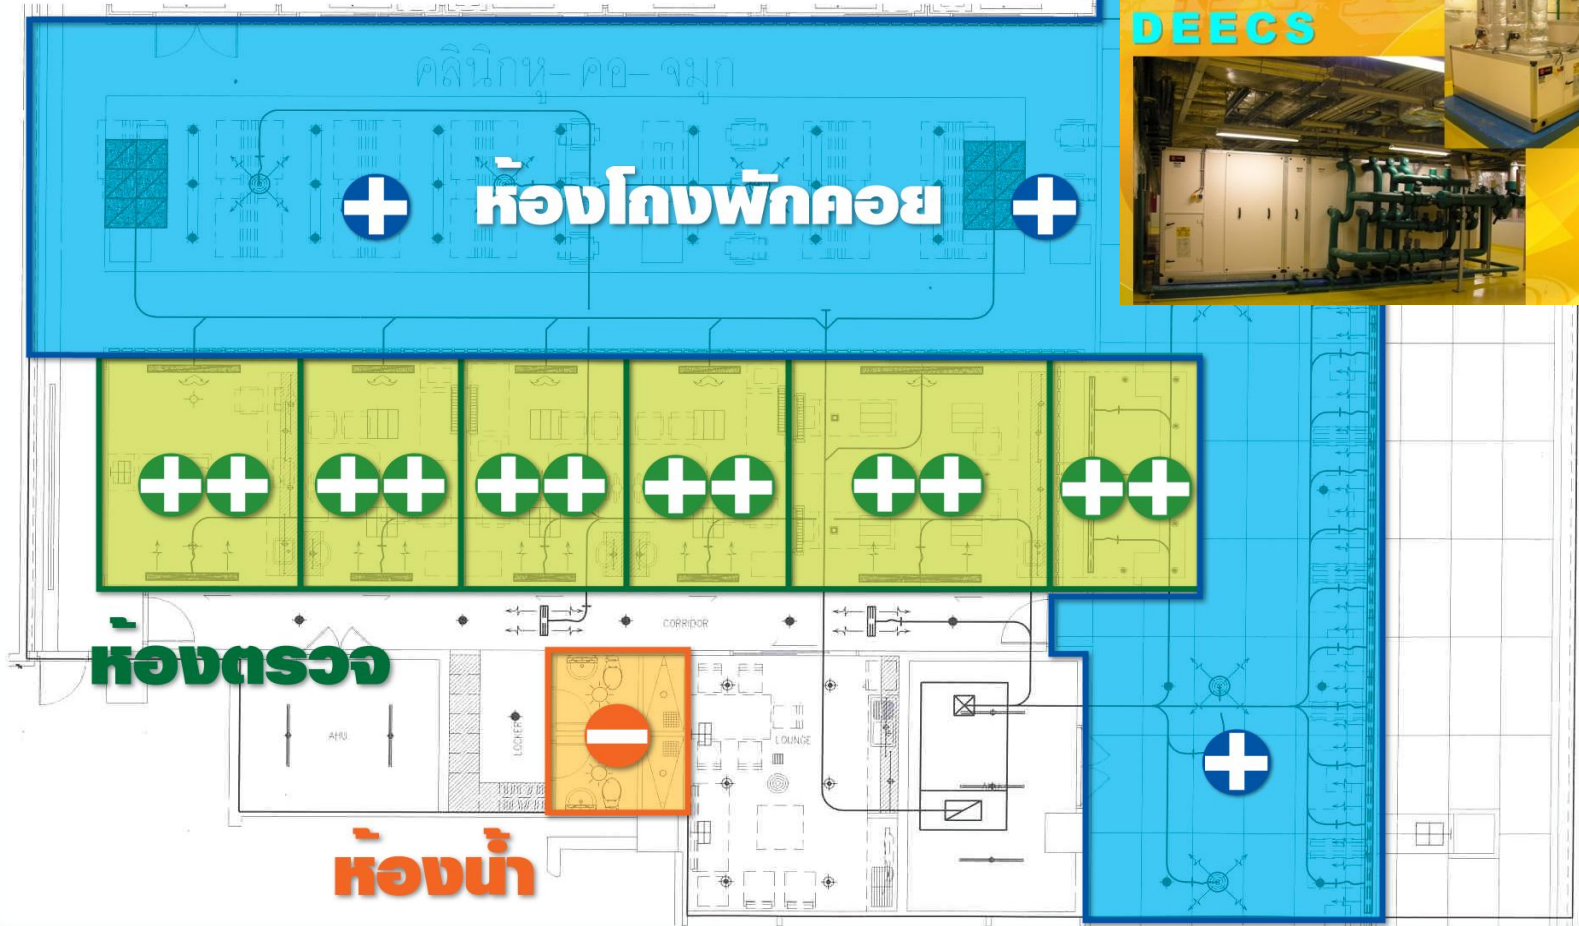 DEECS
คลินิกหู-คอ-จมูก
ห้องโถงพักคอย
CORRIDOR
ห้องตรวจ
AHU
LOCKER
LOUNGE
ห้องน้ำ